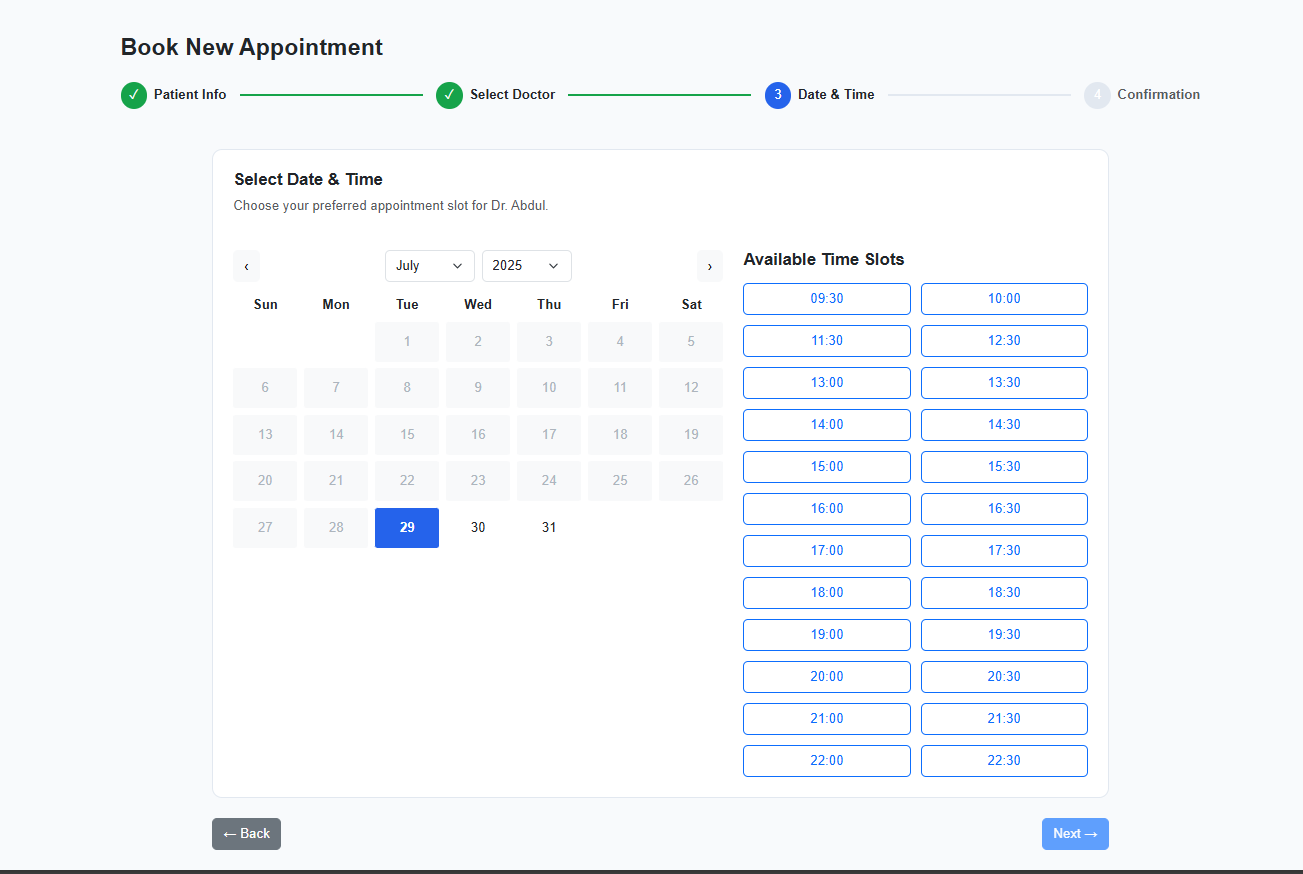 Book New Appointment
✓ Patient Info ✓ Select Doctor 3 Date & Time 4 Confirmation
Select Date & Time
Choose your preferred appointment slot for Dr. Abdul.
‹ July 2025 ›
Sun Mon Tue Wed Thu Fri Sat
1 2 3 4 5
6 7 8 9 10 11 12
13 14 15 16 17 18 19
20 21 22 23 24 25 26
27 28 29 30 31
Available Time Slots
09:30 10:00
11:30 12:30
13:00 13:30
14:00 14:30
15:00 15:30
16:00 16:30
17:00 17:30
18:00 18:30
19:00 19:30
20:00 20:30
21:00 21:30
22:00 22:30
← Back Next →